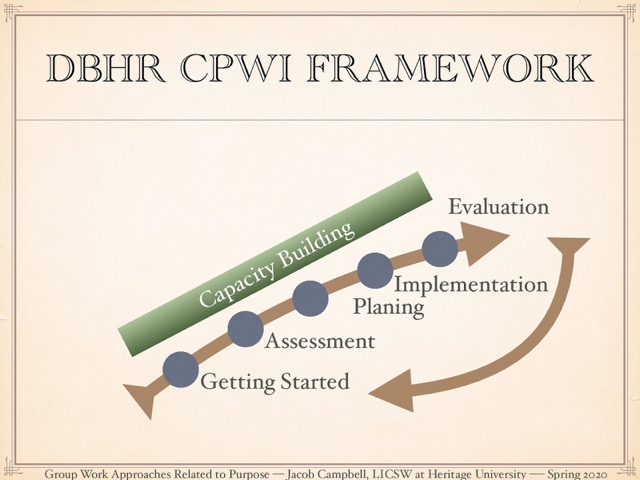 DBHR CPWI FRAMEWORK
Evaluation
Capacity Building
Implementation
Planing
Assessment
Getting Started
Group Work Approaches Related to Purpose — Jacob Campbell, LICSW at Heritage University — Spring 2020